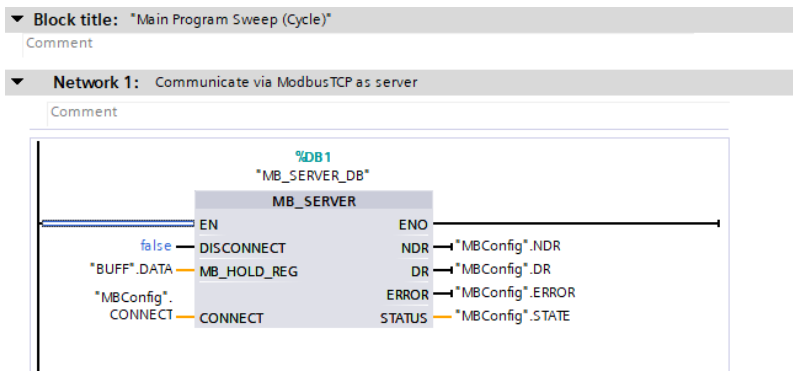 Block title: "Main Program Sweep (Cycle)"
Comment
Network 1: Communicate via ModbusTCP as server
Comment
%DB1
"MB_SERVER_DB"
MB_SERVER
EN ENO
false DISCONNECT NDR "MBConfig".NDR
"BUFF".DATA MB_HOLD_REG DR "MBConfig".DR
"MBConfig". ERROR "MBConfig".ERROR
CONNECT CONNECT STATUS "MBConfig".STATE